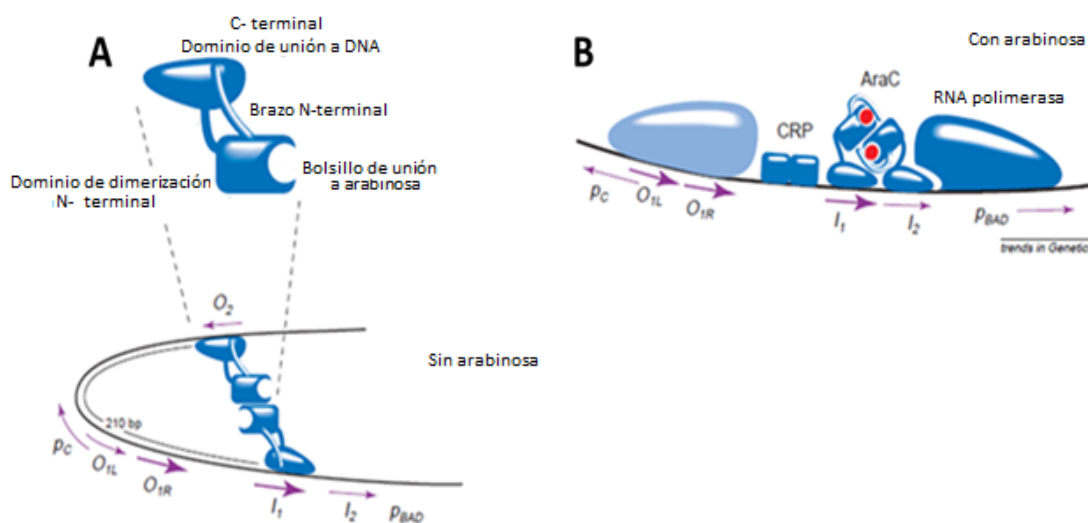 A
C- terminal
Dominio de unión a DNA
Brazo N-terminal
Bolsillo de unión
a arabinosa
Dominio de dimerización
N- terminal
O2
Sin arabinosa
210 bp
pC
O1L
O1R
I1
I2
pBAD
B
Con arabinosa
AraC
RNA polimerasa
CRP
pC
O1L
O1R
I1
I2
pBAD
trends in Genetic